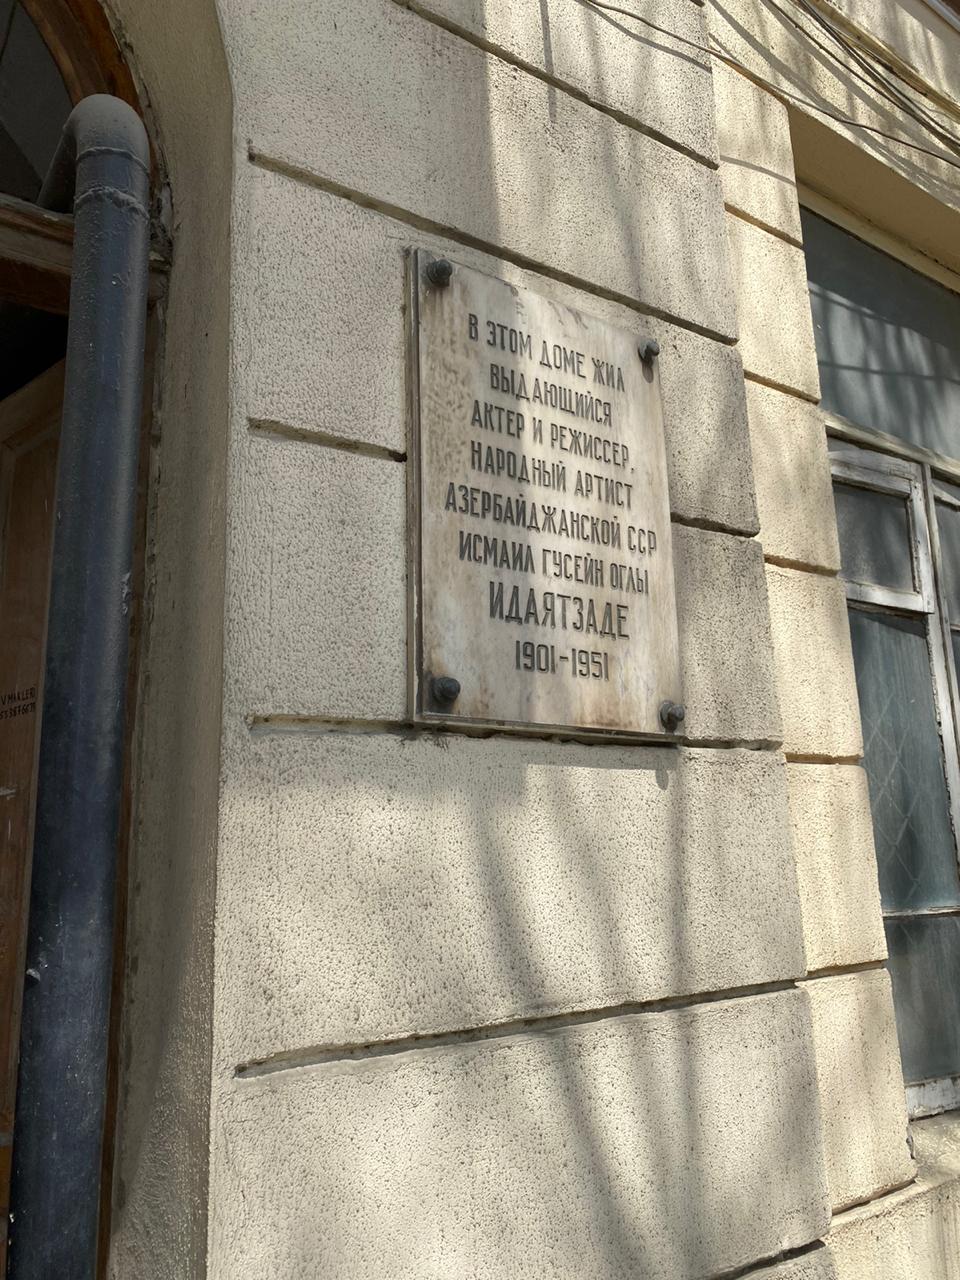 В ЭТОМ ДОМЕ ЖИЛ
ВЫДАЮЩИЙСЯ
АКТЕР И РЕЖИССЕР,
НАРОДНЫЙ АРТИСТ
АЗЕРБАЙДЖАНСКОЙ ССР
ИСМАИЛ ГУСЕЙН ОГЛЫ
ИДАЯТЗАДЕ
1901-1951